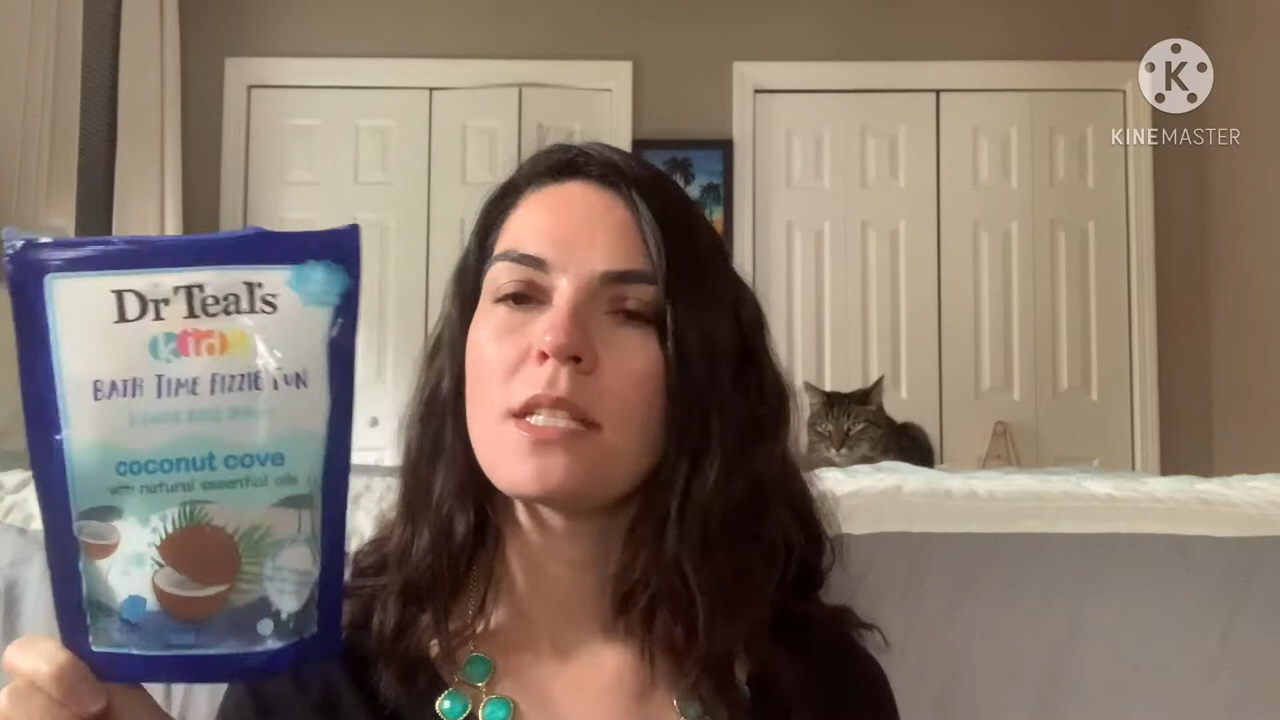 Dr Teal's
kids
BATH TIME FIZZIE FUN
coconut cove
with natural essential oils
K
KINEMASTER